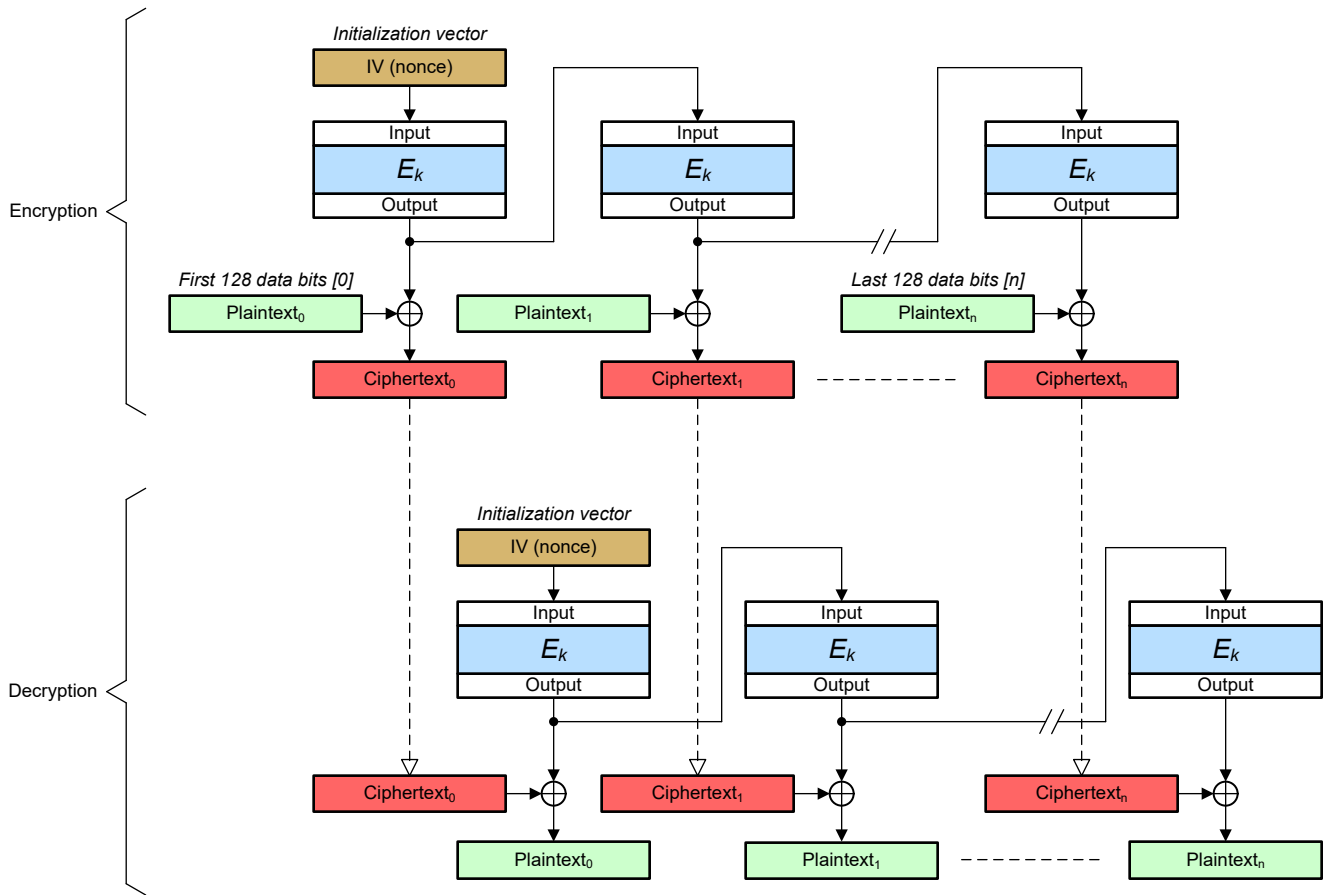 Initialization vector
IV (nonce)
Input Input Input
Eₖ Eₖ Eₖ
Output Output Output
Encryption
First 128 data bits [0] Last 128 data bits [n]
Plaintext₀ Plaintext₁ Plaintextₙ
Ciphertext₀ Ciphertext₁ Ciphertextₙ
Initialization vector
IV (nonce)
Input Input Input
Eₖ Eₖ Eₖ
Output Output Output
Decryption
Ciphertext₀ Ciphertext₁ Ciphertextₙ
Plaintext₀ Plaintext₁ Plaintextₙ